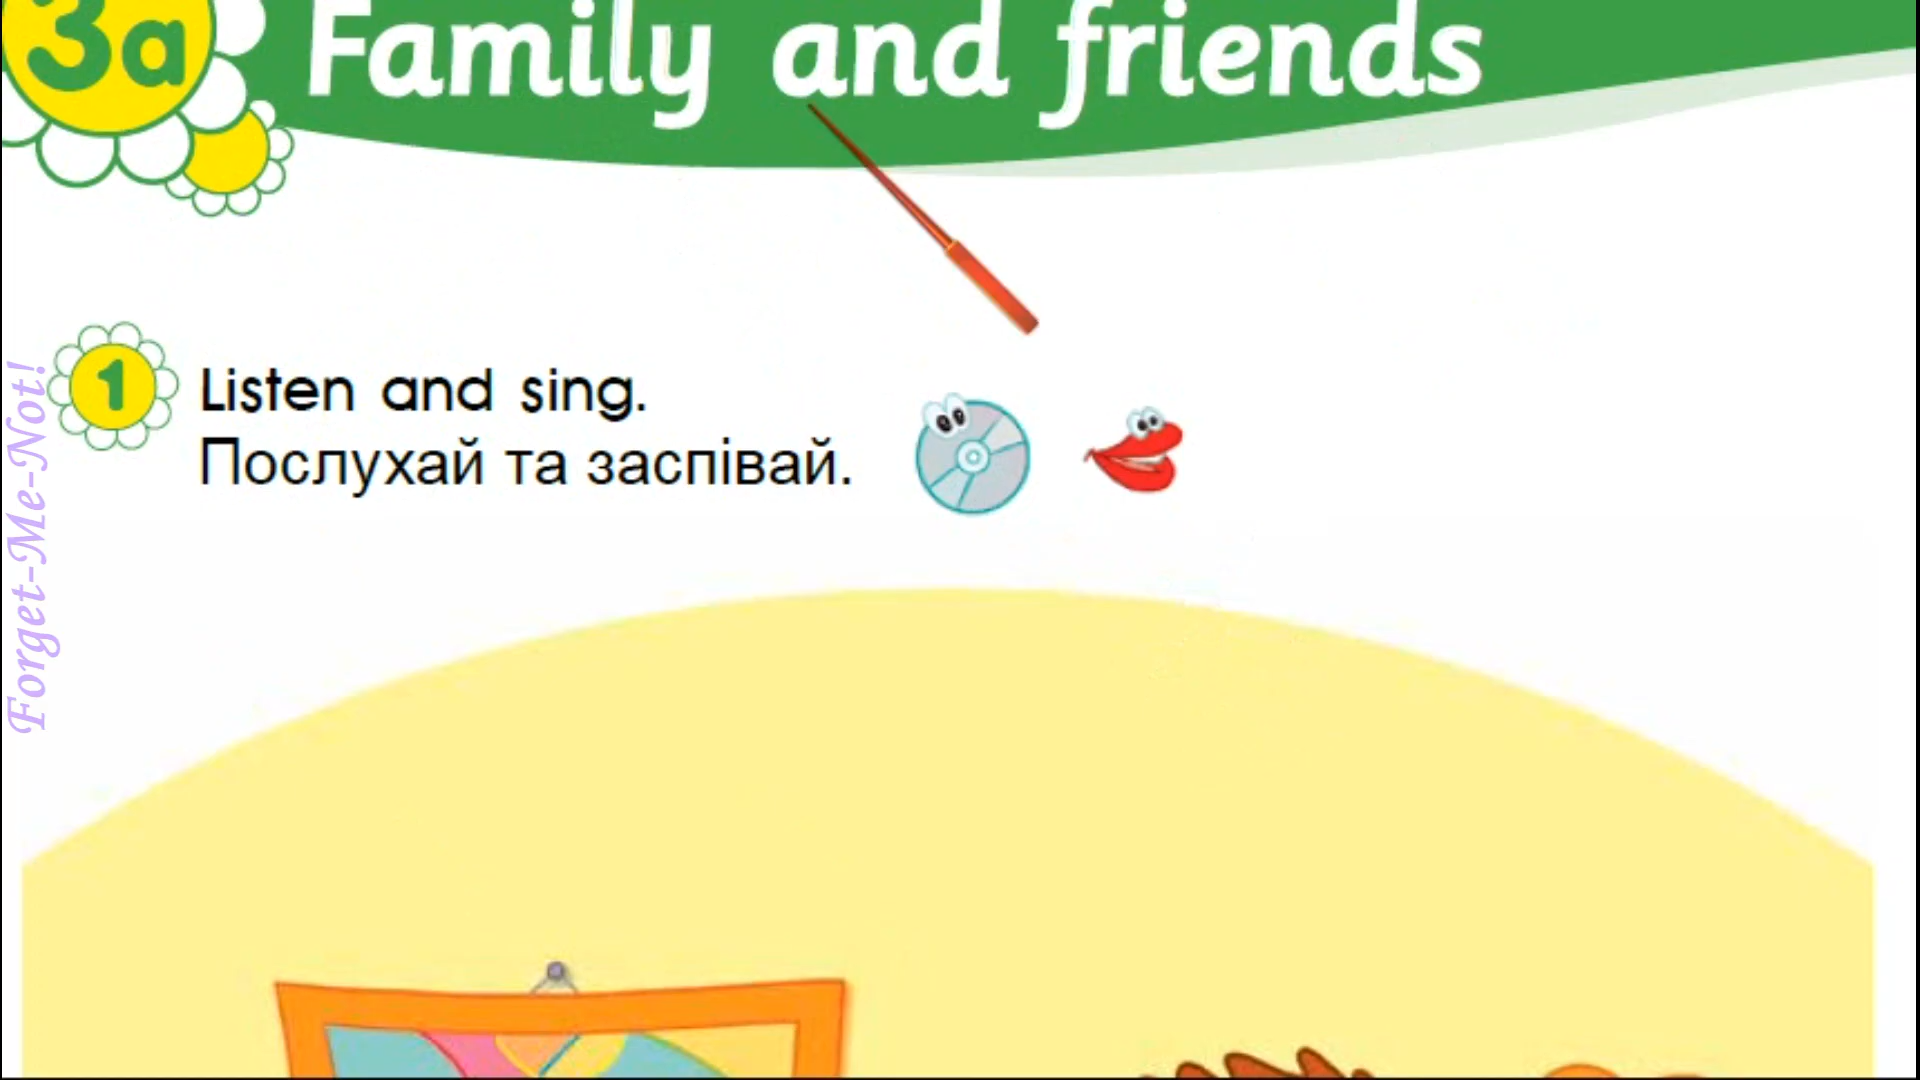 3a
Family and friends
1
Listen and sing.
Послухай та заспівай.
Forget-Me-Not!